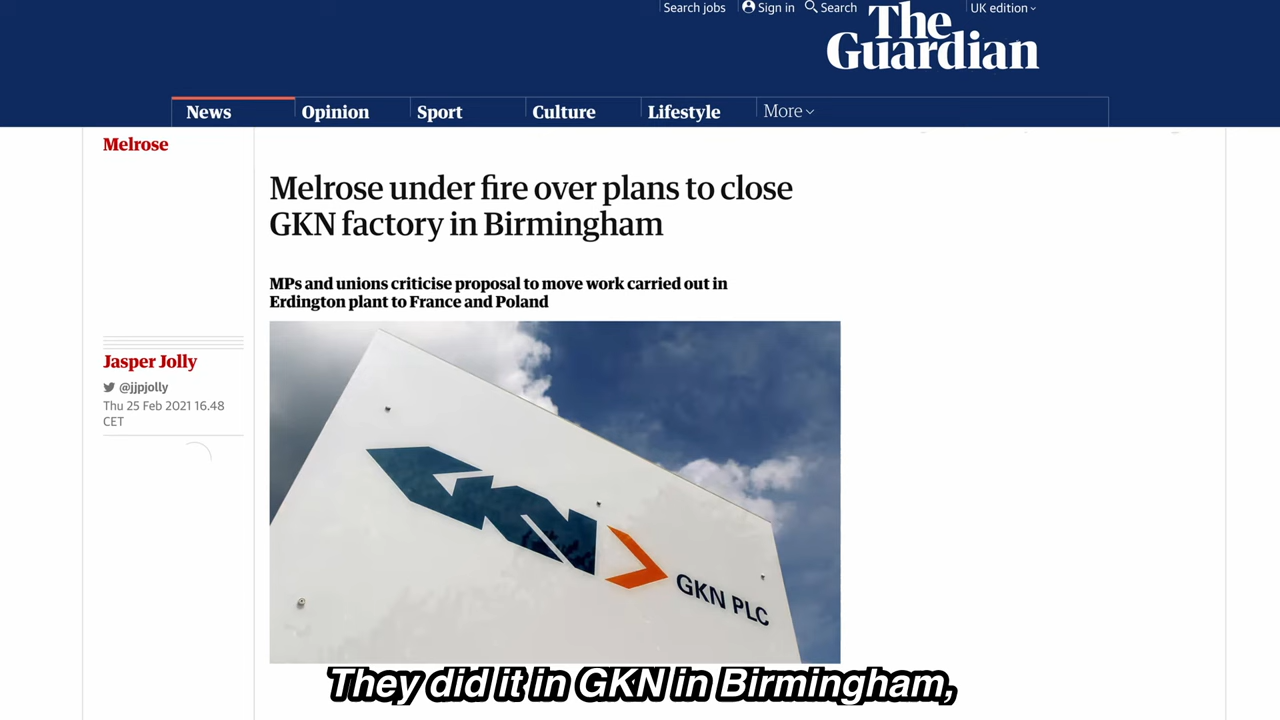 Search jobs
Sign in
Search
UK edition
The
Guardian
News
Opinion
Sport
Culture
Lifestyle
More
Melrose
Melrose under fire over plans to close
GKN factory in Birmingham
MPs and unions criticise proposal to move work carried out in
Erdington plant to France and Poland
Jasper Jolly
@jjpjolly
Thu 25 Feb 2021 16.48
CET
GKN
GKN PLC
They did it in GKN in Birmingham,